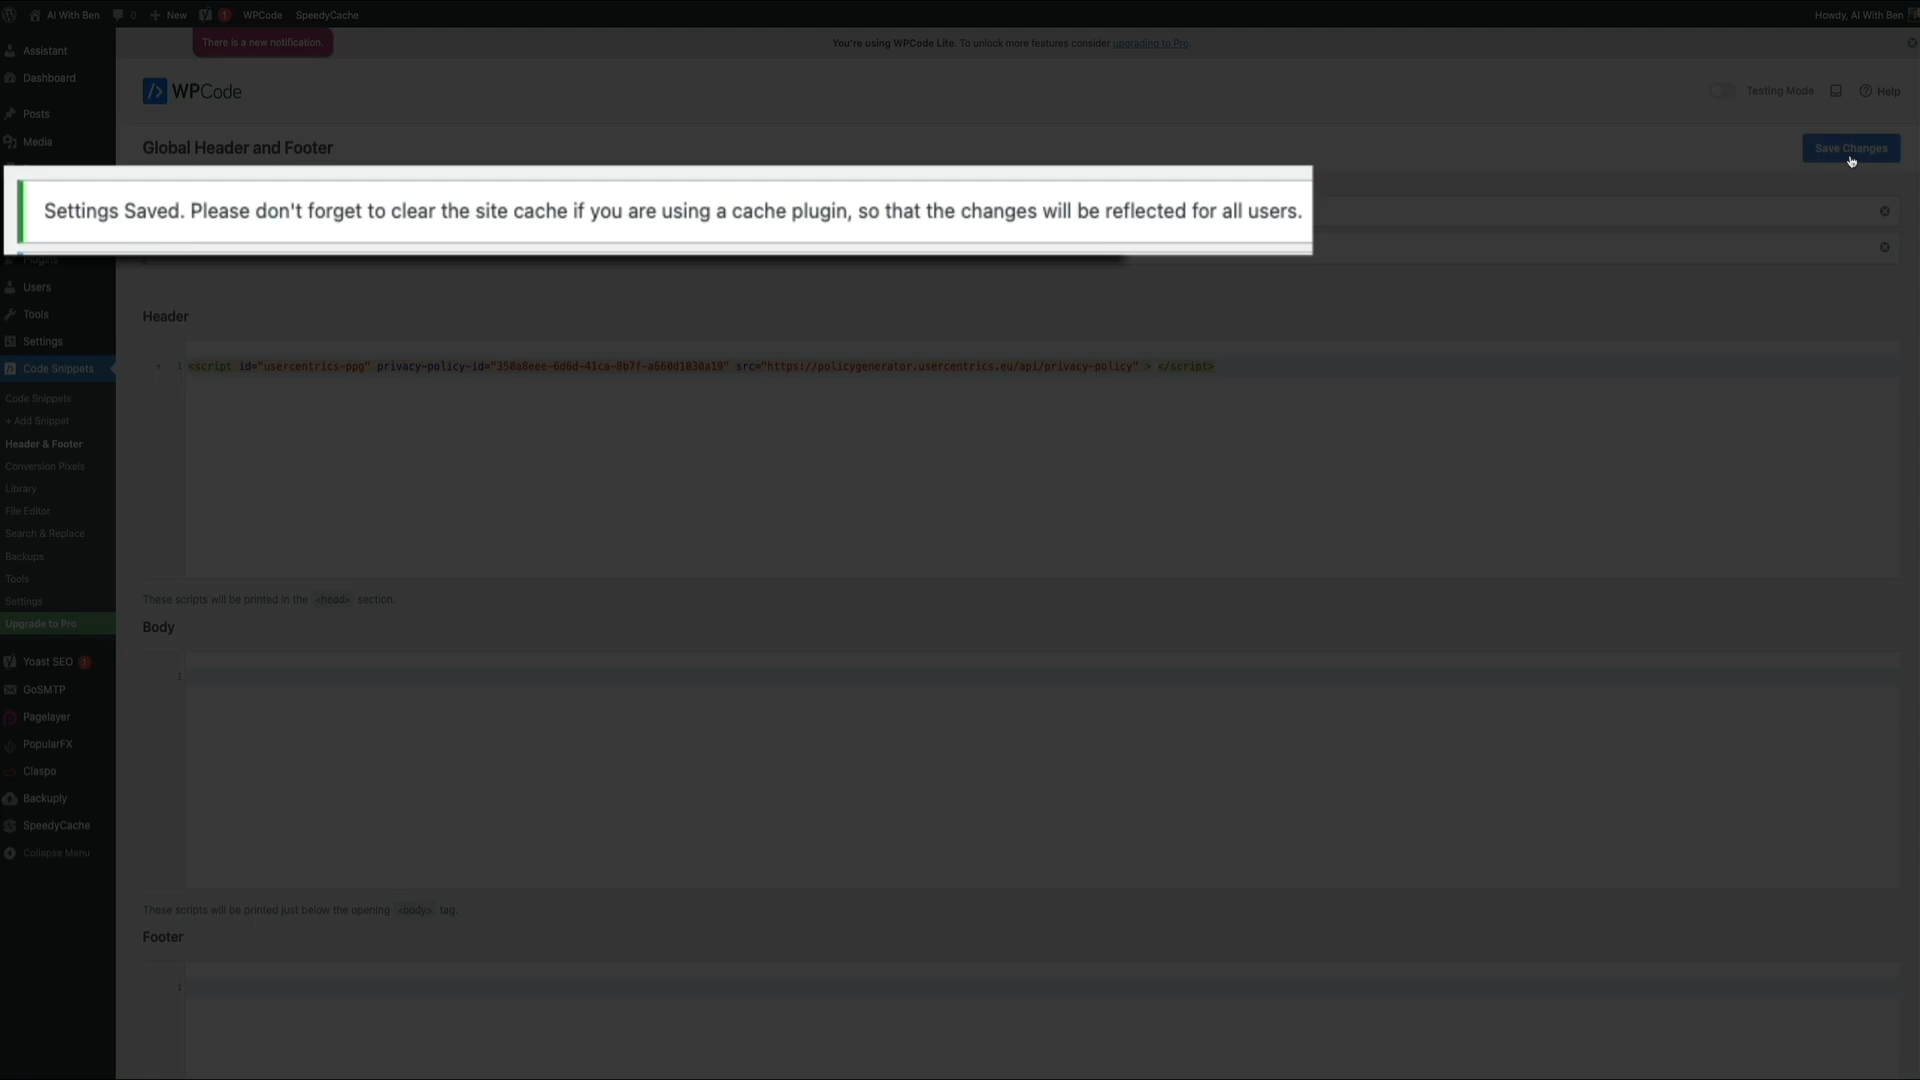 AI With Ben
0
New
1
WPCode
SpeedyCache
Howdy, AI With Ben
There is a new notification.
You're using WPCode Lite. To unlock more features consider upgrading to Pro.
Assistant
Dashboard
Posts
Media
WPCode
Testing Mode
Help
Global Header and Footer
Save Changes
Settings Saved. Please don't forget to clear the site cache if you are using a cache plugin, so that the changes will be reflected for all users.
Plugins
Users
Tools
Settings
Code Snippets
Code Snippets
+ Add Snippet
Header & Footer
Conversion Pixels
Library
File Editor
Search & Replace
Backups
Tools
Settings
Upgrade to Pro
Yoast SEO 1
GoSMTP
Pagelayer
PopularFX
Claspo
Backuply
SpeedyCache
Collapse Menu
Header
1 <script id="usercentrics-ppg" privacy-policy-id="350a8eee-6d6d-41ca-8b7f-a660d1030a19" src="https://policygenerator.usercentrics.eu/api/privacy-policy" > </script>
These scripts will be printed in the <head> section.
Body
1
These scripts will be printed just below the opening <body> tag.
Footer
1